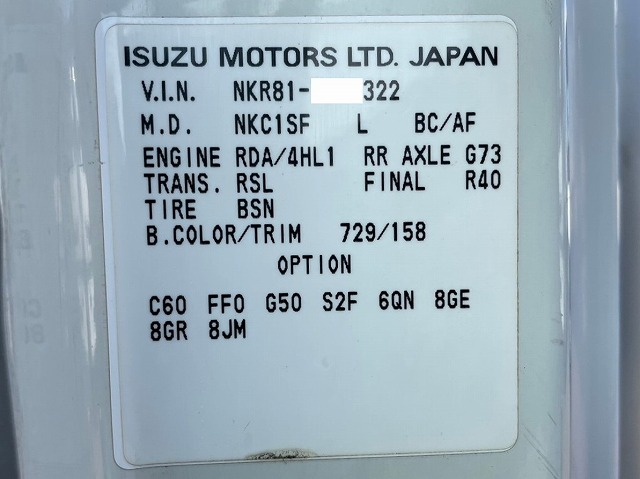 ISUZU MOTORS LTD. JAPAN
V.I.N. NKR81- 322
M.D. NKC1SF L BC/AF
ENGINE RDA/4HL1 RR AXLE G73
TRANS. RSL FINAL R40
TIRE BSN
B.COLOR/TRIM 729/158
OPTION
C60 FF0 G50 S2F 6QN 8GE
8GR 8JM